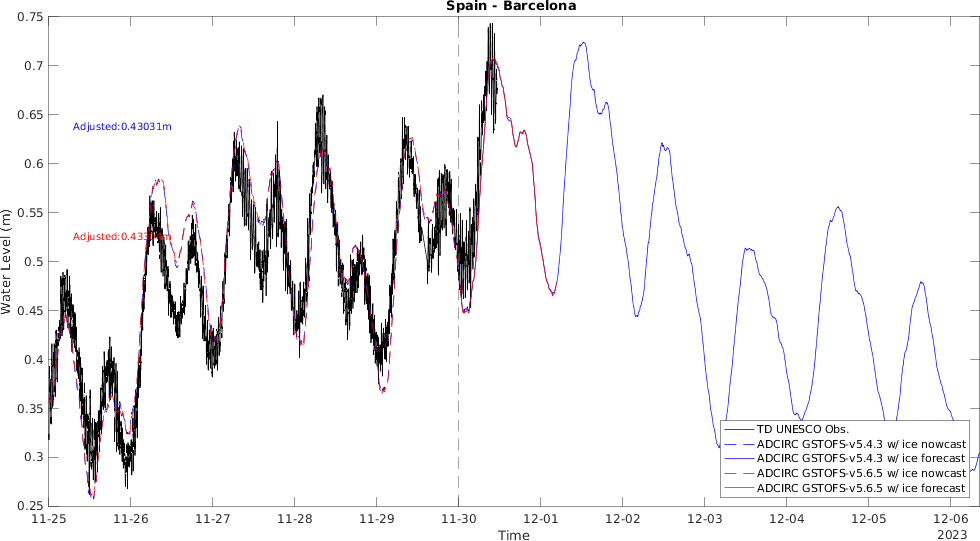 Spain - Barcelona
0.75
0.7
0.65
0.6
0.55
0.5
0.45
0.4
0.35
0.3
0.25
Water Level (m)
Adjusted:0.43031m
TD UNESCO Obs.
ADCIRC GSTOFS-v5.4.3 w/ ice nowcast
ADCIRC GSTOFS-v5.4.3 w/ ice forecast
ADCIRC GSTOFS-v5.6.5 w/ ice nowcast
ADCIRC GSTOFS-v5.6.5 w/ ice forecast
11-25 11-26 11-27 11-28 11-29 11-30 12-01 12-02 12-03 12-04 12-05 12-06
Time
2023